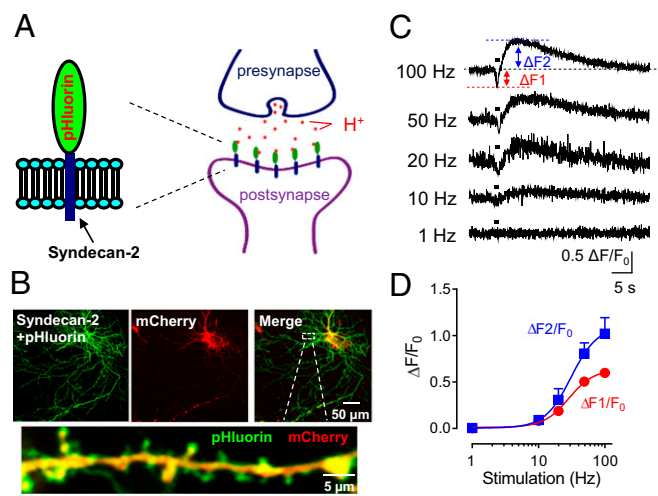 A
pHluorin
Syndecan-2
presynapse
H+
postsynapse
B
Syndecan-2
+pHluorin
mCherry
Merge
50 µm
pHluorin mCherry
5 µm
C
100 Hz
ΔF2
ΔF1
50 Hz
20 Hz
10 Hz
1 Hz
0.5 ΔF/F0
5 s
D
ΔF/F0
1.5
1.0
0.5
0.0
ΔF2/F0
ΔF1/F0
1 10 100
Stimulation (Hz)